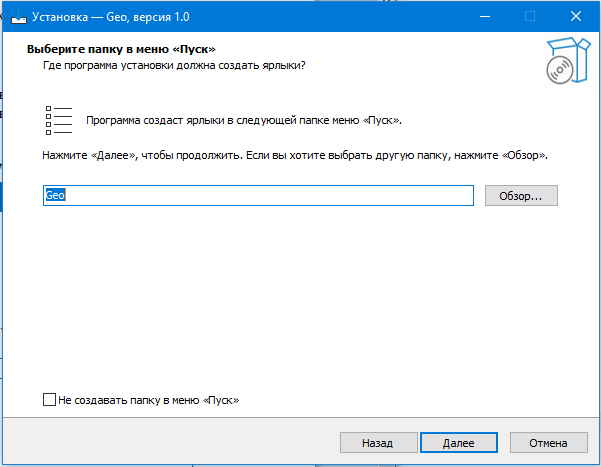 Установка — Geo, версия 1.0
Выберите папку в меню «Пуск»
Где программа установки должна создать ярлыки?
Программа создаст ярлыки в следующей папке меню «Пуск».
Нажмите «Далее», чтобы продолжить. Если вы хотите выбрать другую папку, нажмите «Обзор».
Geo
Обзор...
Не создавать папку в меню «Пуск»
Назад
Далее
Отмена